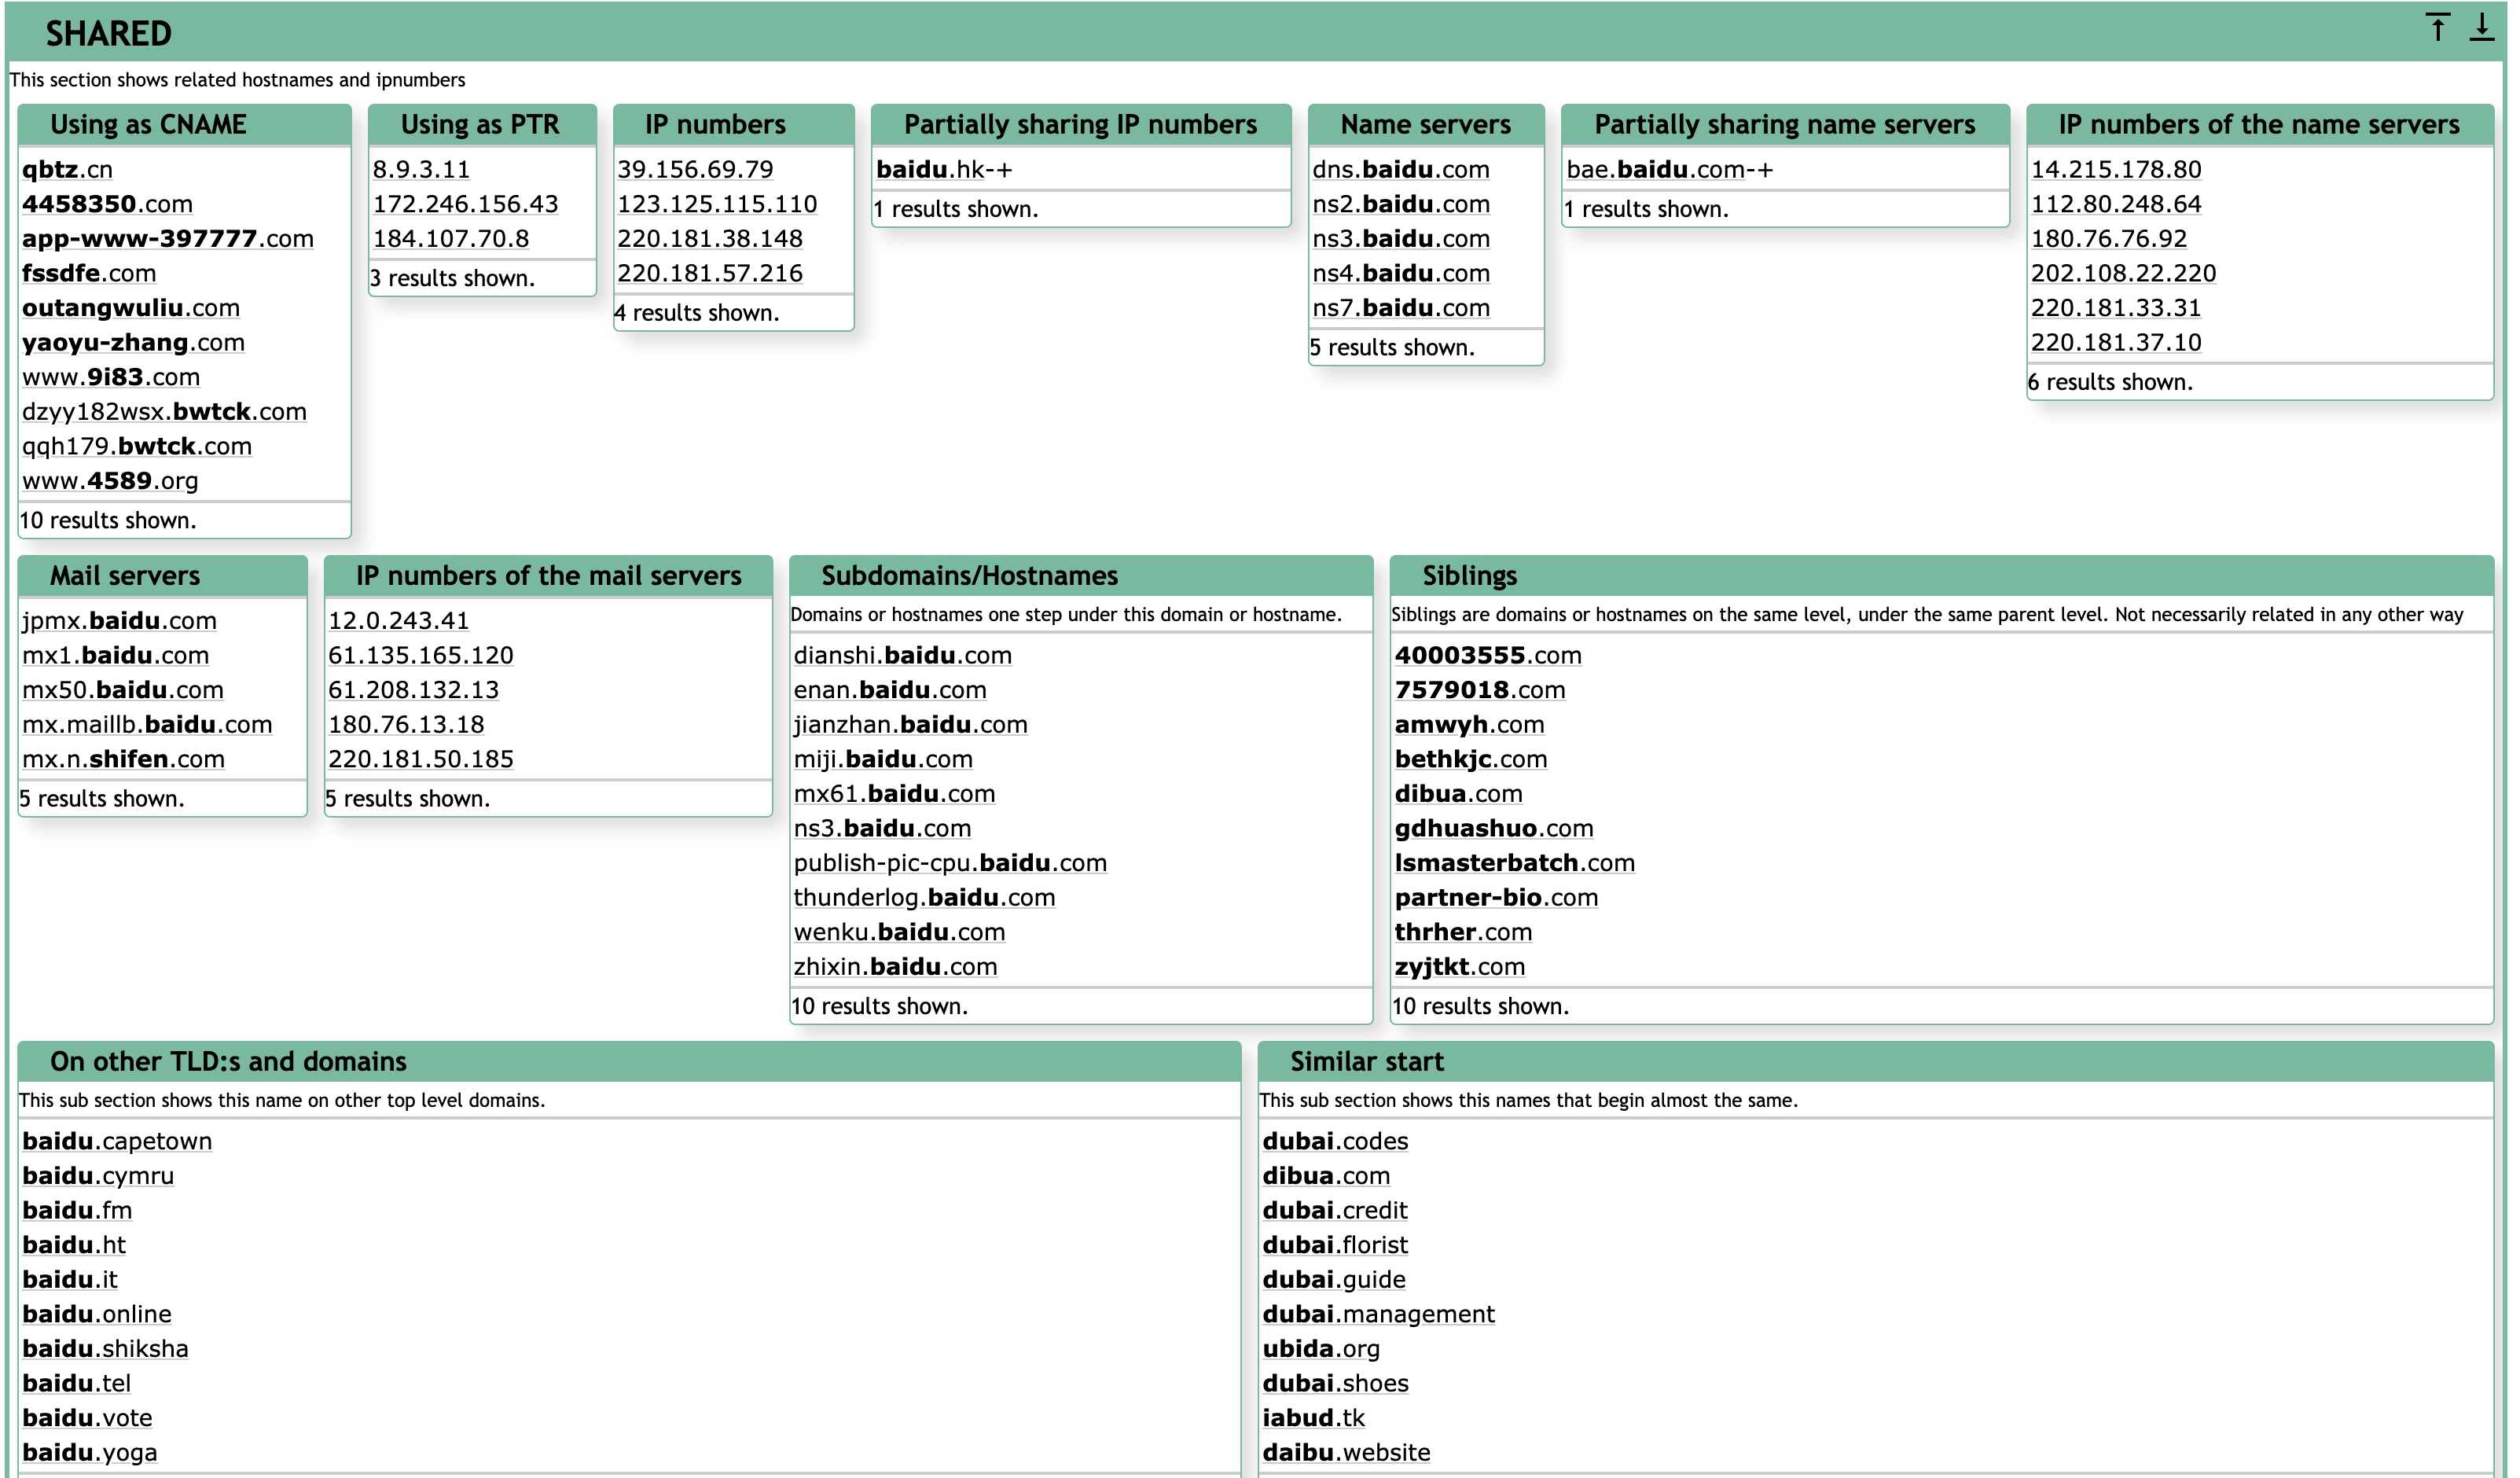 SHARED
This section shows related hostnames and ipnumbers
Using as CNAME
qbtz.cn
4458350.com
app-www-397777.com
fssdfe.com
outangwuliu.com
yaoyu-zhang.com
www.9i83.com
dzyy182wsx.bwtck.com
qqh179.bwtck.com
www.4589.org
10 results shown.
Using as PTR
8.9.3.11
172.246.156.43
184.107.70.8
3 results shown.
IP numbers
39.156.69.79
123.125.115.110
220.181.38.148
220.181.57.216
4 results shown.
Partially sharing IP numbers
baidu.hk-+
1 results shown.
Name servers
dns.baidu.com
ns2.baidu.com
ns3.baidu.com
ns4.baidu.com
ns7.baidu.com
5 results shown.
Partially sharing name servers
bae.baidu.com-+
1 results shown.
IP numbers of the name servers
14.215.178.80
112.80.248.64
180.76.76.92
202.108.22.220
220.181.33.31
220.181.37.10
6 results shown.
Mail servers
jpmx.baidu.com
mx1.baidu.com
mx50.baidu.com
mx.maillb.baidu.com
mx.n.shifen.com
5 results shown.
IP numbers of the mail servers
12.0.243.41
61.135.165.120
61.208.132.13
180.76.13.18
220.181.50.185
5 results shown.
Subdomains/Hostnames
Domains or hostnames one step under this domain or hostname.
dianshi.baidu.com
enan.baidu.com
jianzhan.baidu.com
miji.baidu.com
mx61.baidu.com
ns3.baidu.com
publish-pic-cpu.baidu.com
thunderlog.baidu.com
wenku.baidu.com
zhixin.baidu.com
10 results shown.
Siblings
Siblings are domains or hostnames on the same level, under the same parent level. Not necessarily related in any other way
40003555.com
7579018.com
amwyh.com
bethkjc.com
dibua.com
gdhuashuo.com
lsmasterbatch.com
partner-bio.com
thrher.com
zyjtkt.com
10 results shown.
On other TLD:s and domains
This sub section shows this name on other top level domains.
baidu.capetown
baidu.cymru
baidu.fm
baidu.ht
baidu.it
baidu.online
baidu.shiksha
baidu.tel
baidu.vote
baidu.yoga
Similar start
This sub section shows this names that begin almost the same.
dubai.codes
dibua.com
dubai.credit
dubai.florist
dubai.guide
dubai.management
ubida.org
dubai.shoes
iabud.tk
daibu.website